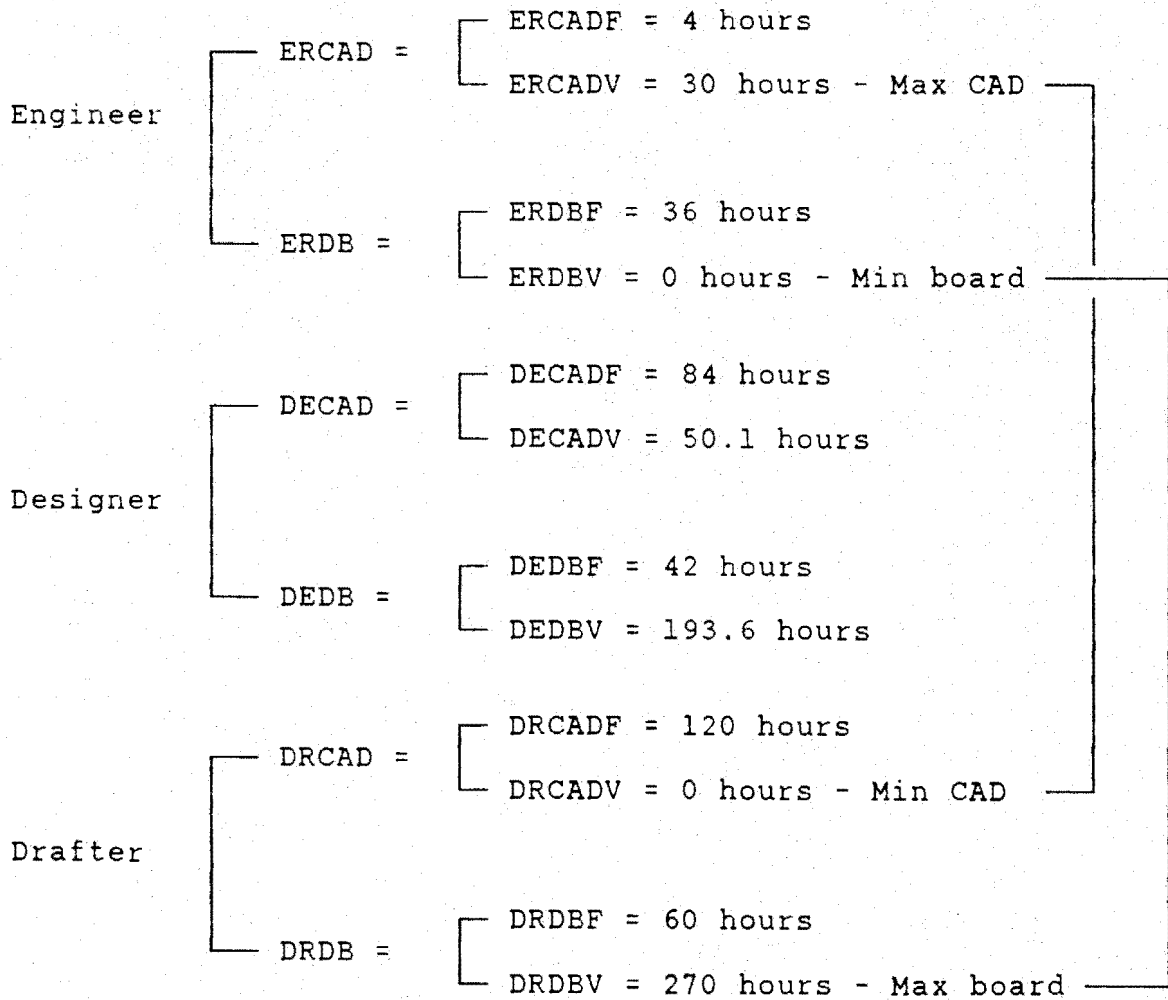 ERCADF = 4 hours
ERCAD =
ERCADV = 30 hours - Max CAD
Engineer
ERDBF = 36 hours
ERDB =
ERDBV = 0 hours - Min board
DECADF = 84 hours
DECAD =
DECADV = 50.1 hours
Designer
DEDBF = 42 hours
DEDB =
DEDBV = 193.6 hours
DRCADF = 120 hours
DRCAD =
DRCADV = 0 hours - Min CAD
Drafter
DRDBF = 60 hours
DRDB =
DRDBV = 270 hours - Max board